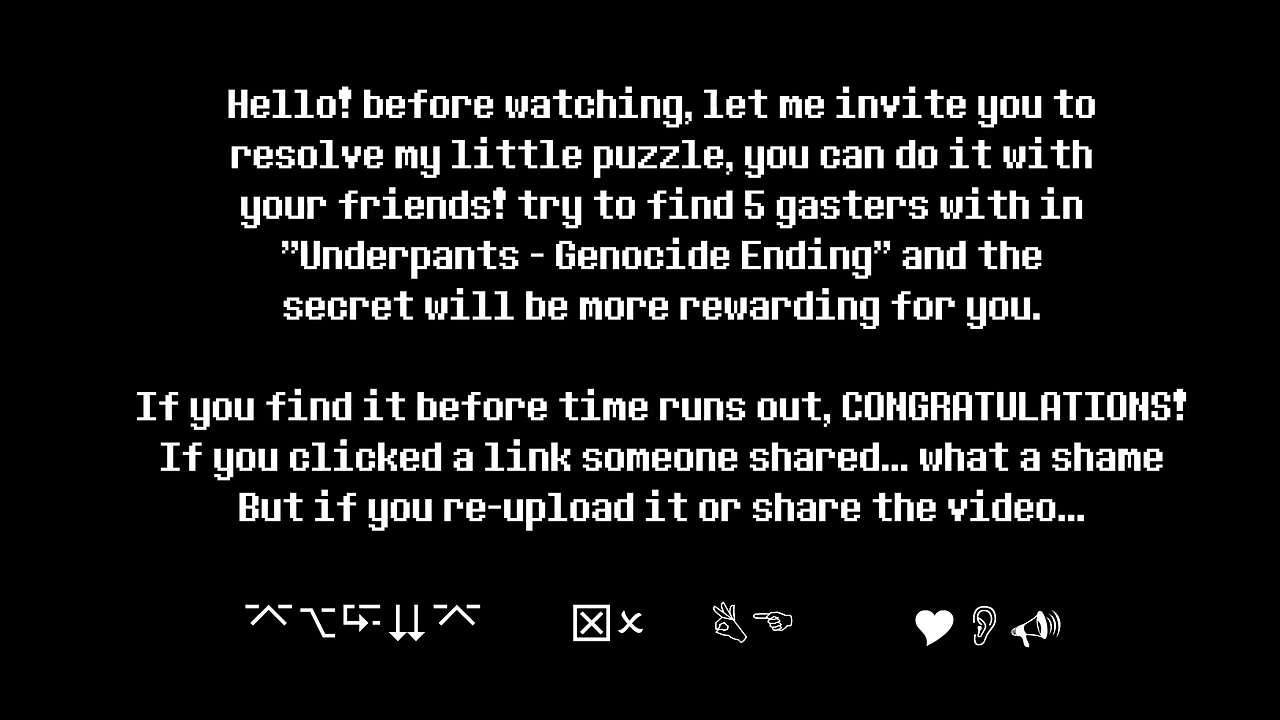 Hello! before watching, let me invite you to
resolve my little puzzle, you can do it with
your friends! try to find 5 gasters with in
"Underpants - Genocide Ending" and the
secret will be more rewarding for you.
If you find it before time runs out, CONGRATULATIONS!
If you clicked a link someone shared... what a shame
But if you re-upload it or share the video...